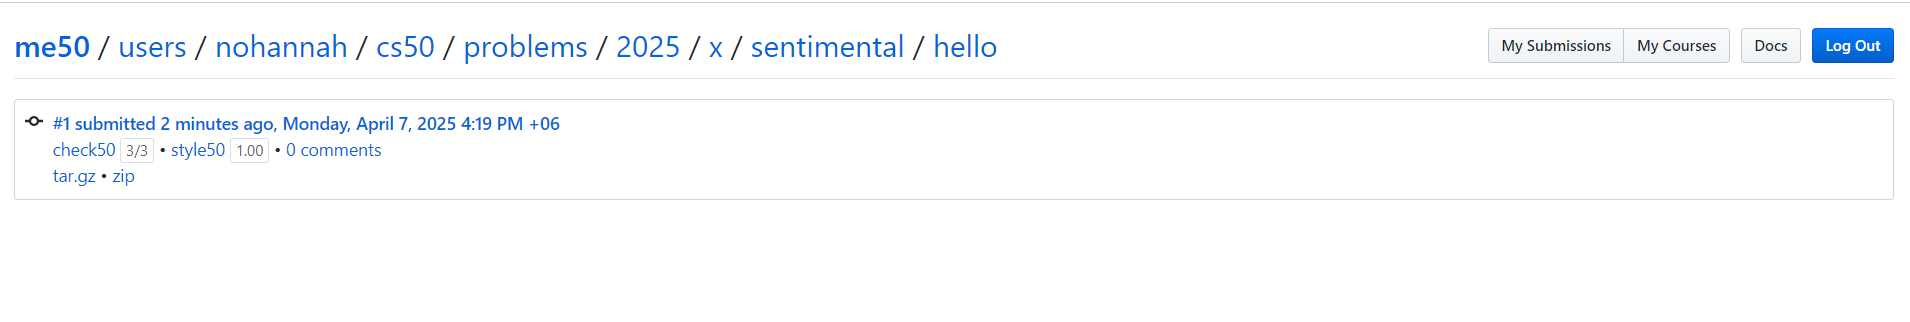 me50 / users / nohannah / cs50 / problems / 2025 / x / sentimental / hello
My Submissions My Courses Docs Log Out
#1 submitted 2 minutes ago, Monday, April 7, 2025 4:19 PM +06
check50 3/3 • style50 1.00 • 0 comments
tar.gz • zip